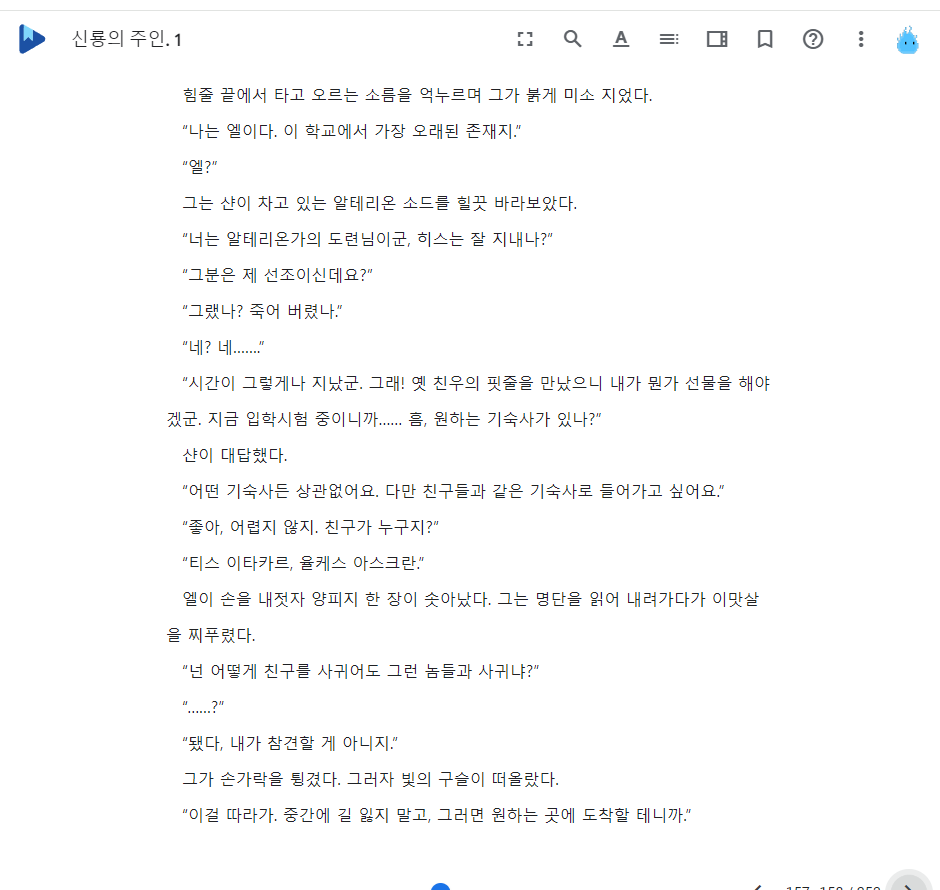 신룡의 주인. 1
힘줄 끝에서 타고 오르는 소름을 억누르며 그가 붉게 미소 지었다.
“나는 엘이다. 이 학교에서 가장 오래된 존재지.”
“엘?”
그는 샨이 차고 있는 알테리온 소드를 힐끗 바라보았다.
“너는 알테리온가의 도련님이군, 히스는 잘 지내나?”
“그분은 제 선조이신데요?”
“그랬나? 죽어 버렸나.”
“네? 네…….”
“시간이 그렇게나 지났군. 그래! 옛 친우의 핏줄을 만났으니 내가 뭔가 선물을 해야
겠군. 지금 입학시험 중이니까…… 흠, 원하는 기숙사가 있나?”
샨이 대답했다.
“어떤 기숙사든 상관없어요. 다만 친구들과 같은 기숙사로 들어가고 싶어요.”
“좋아, 어렵지 않지. 친구가 누구지?”
“티스 이타카르, 율케스 아스크란.”
엘이 손을 내젓자 양피지 한 장이 솟아났다. 그는 명단을 읽어 내려가다가 이맛살
을 찌푸렸다.
“넌 어떻게 친구를 사귀어도 그런 놈들과 사귀냐?”
“……?”
“됐다, 내가 참견할 게 아니지.”
그가 손가락을 튕겼다. 그러자 빛의 구슬이 떠올랐다.
“이걸 따라가. 중간에 길 잃지 말고, 그러면 원하는 곳에 도착할 테니까.”